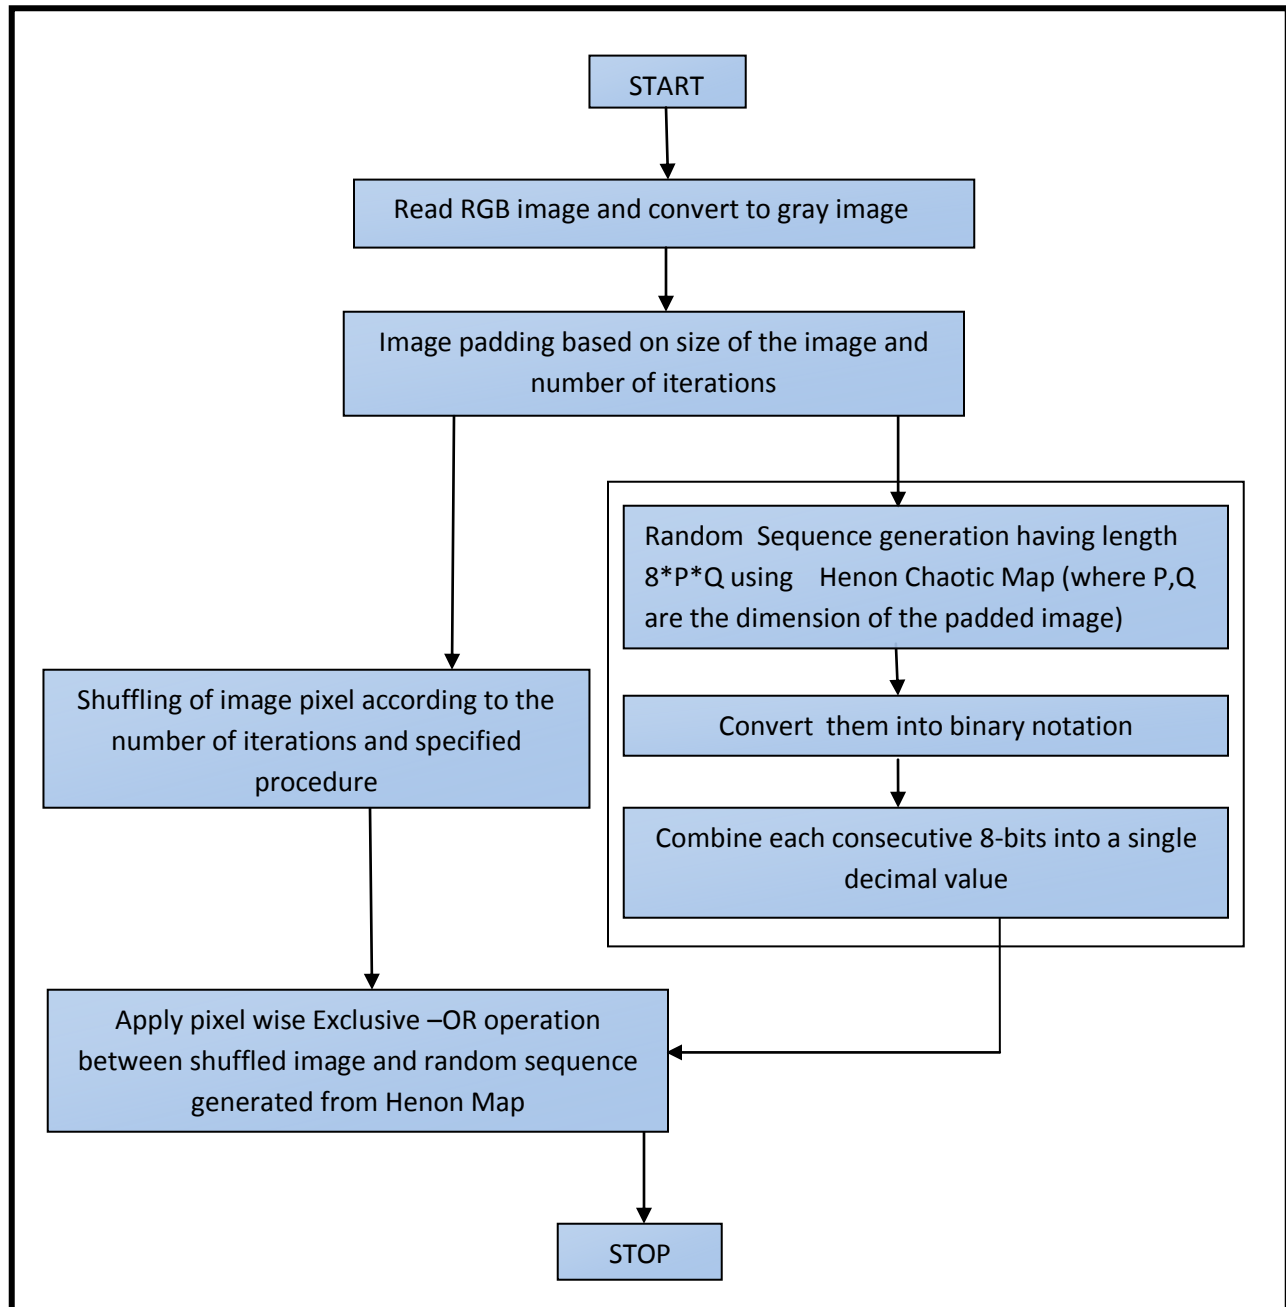 START
Read RGB image and convert to gray image
Image padding based on size of the image and
number of iterations
Random Sequence generation having length
8*P*Q using Henon Chaotic Map (where P,Q
are the dimension of the padded image)
Shuffling of image pixel according to the
number of iterations and specified
procedure
Convert them into binary notation
Combine each consecutive 8-bits into a single
decimal value
Apply pixel wise Exclusive –OR operation
between shuffled image and random sequence
generated from Henon Map
STOP